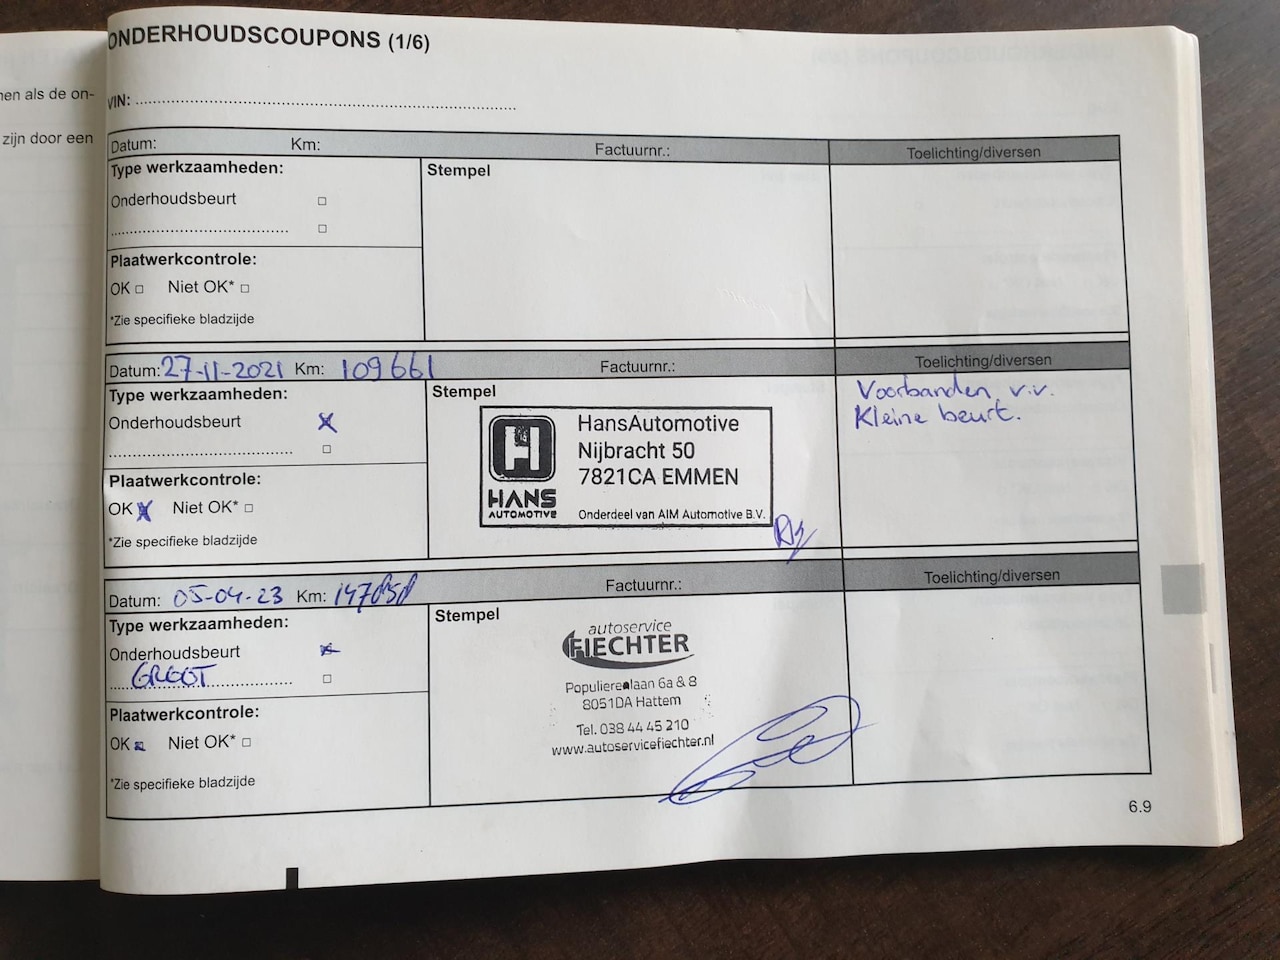 ONDERHOUDSCOUPONS (1/6)
nen als de on-
zijn door een
VIN: ......................................................................
Datum: Km: Factuurnr.: Toelichting/diversen
Type werkzaamheden: Stempel
Onderhoudsbeurt
Plaatwerkcontrole:
OK Niet OK*
*Zie specifieke bladzijde
Datum: 27-11-2021 Km: 109661 Factuurnr.: Toelichting/diversen
Type werkzaamheden: Stempel
Onderhoudsbeurt
Voorbanden v.v.
Kleine beurt.
HansAutomotive
Nijbracht 50
7821CA EMMEN
HANS
AUTOMOTIVE
Onderdeel van AIM Automotive B.V.
Plaatwerkcontrole:
OK Niet OK*
*Zie specifieke bladzijde
Datum: 05-04-23 Km: Factuurnr.: Toelichting/diversen
Type werkzaamheden: Stempel
Onderhoudsbeurt
GROOT
autoservice
FIECHTER
Populierenlaan 6a & 8
8051DA Hattem
Tel. 038 44 45 210
www.autoservicefiechter.nl
Plaatwerkcontrole:
OK Niet OK*
*Zie specifieke bladzijde
6.9